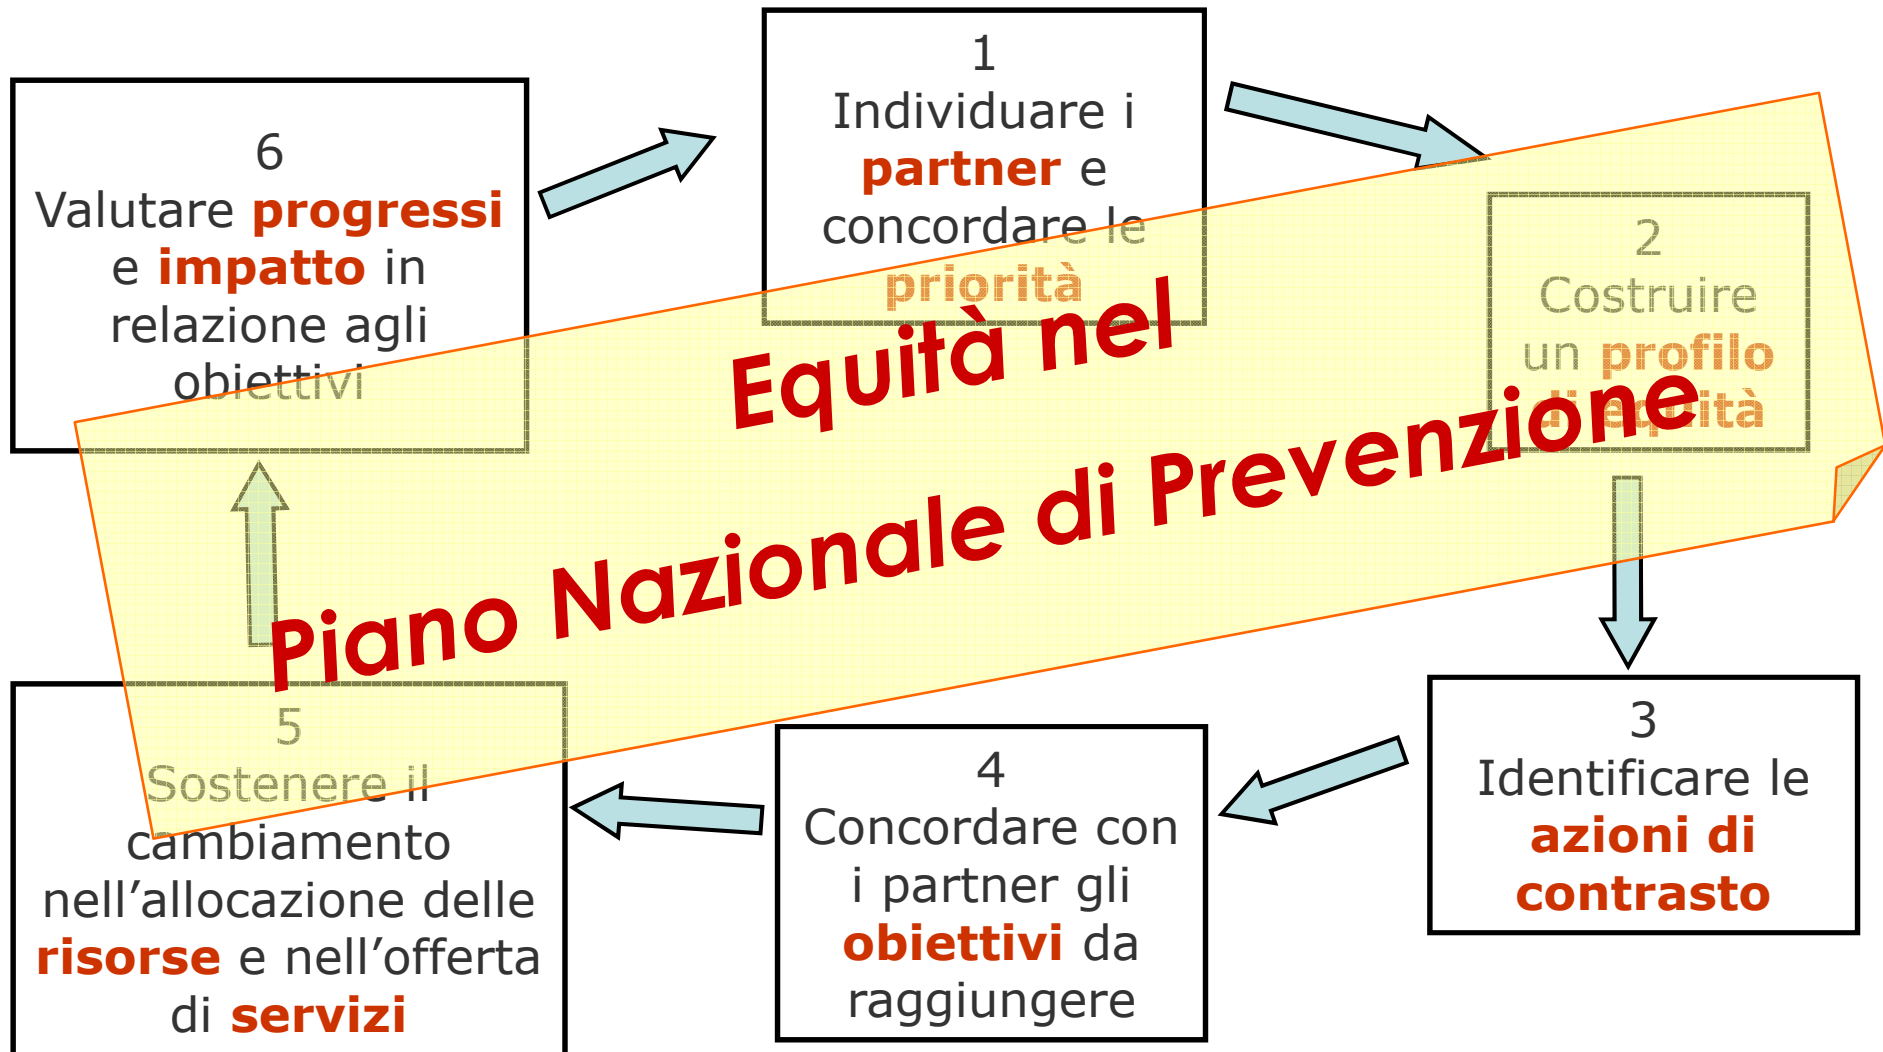 1
Individuare i
partner e
concordare le
priorità
2
Costruire
un profilo
di equità
3
Identificare le
azioni di
contrasto
4
Concordare con
i partner gli
obiettivi da
raggiungere
5
Sostenere il
cambiamento
nell’allocazione delle
risorse e nell’offerta
di servizi
6
Valutare progressi
e impatto in
relazione agli
obiettivi
Equità nel
Piano Nazionale di Prevenzione